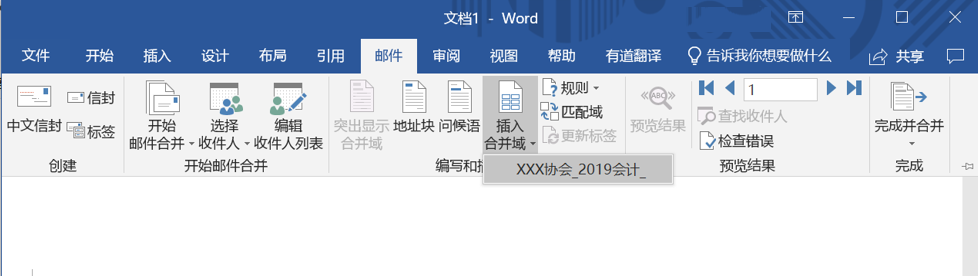 文档1 - Word
文件 开始 插入 设计 布局 引用 邮件 审阅 视图 帮助 有道翻译 告诉我你想要做什么 共享
中文信封 信封 标签
开始邮件合并 选择收件人 编辑收件人列表
突出显示合并域 地址块 问候语 插入合并域 规则 匹配域 更新标签
预览结果 ABC 1 查找收件人 检查错误
完成并合并
创建 开始邮件合并 编写和 预览结果 完成
XXX协会_2019会计_